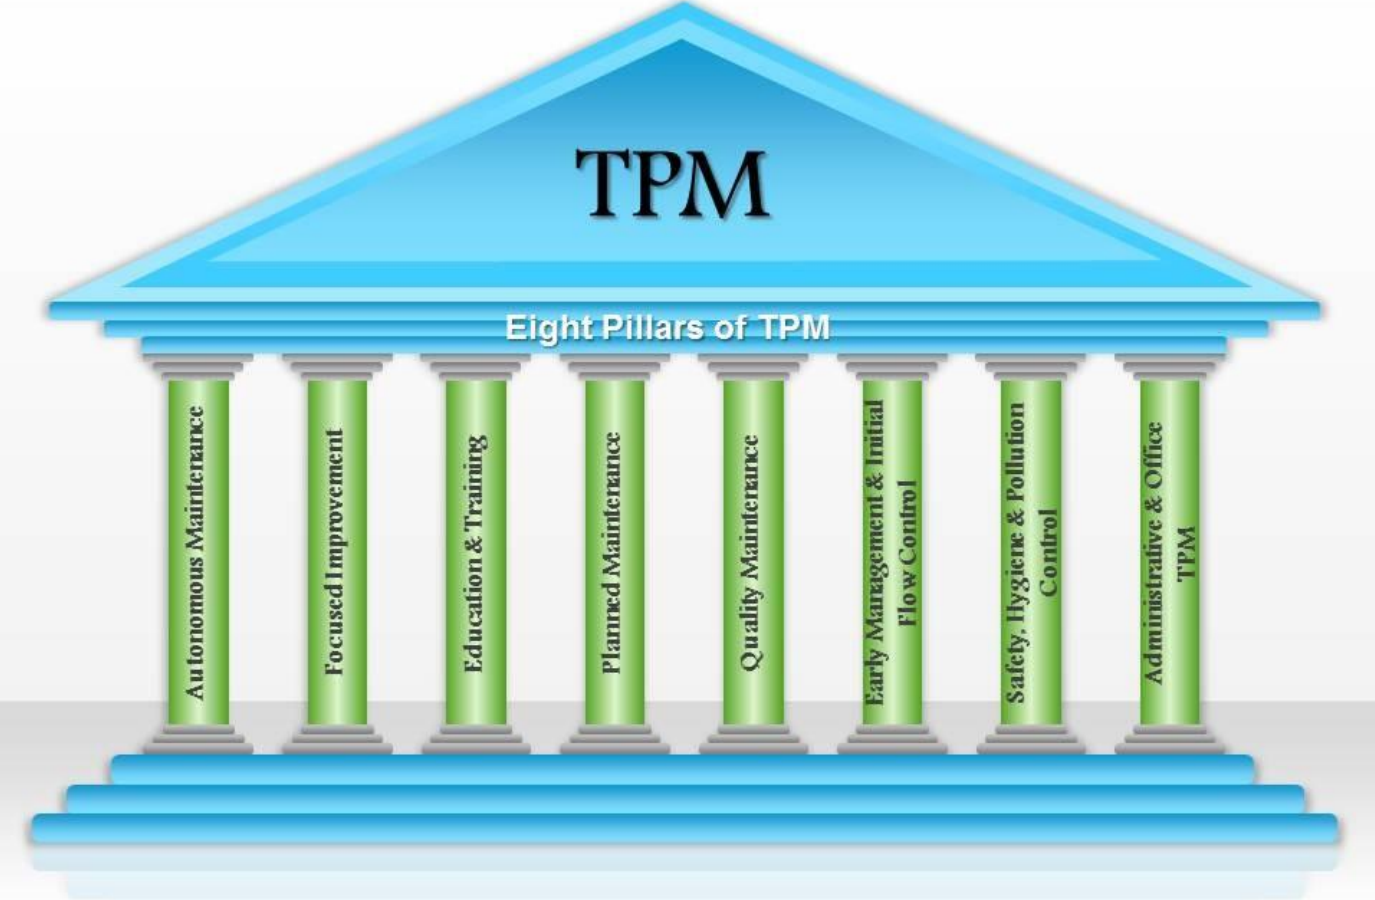 TPM
Eight Pillars of TPM
Autonomous Maintenance
Focused Improvement
Education & Training
Planned Maintenance
Quality Maintenance
Early Management & Initial
Flow Control
Safety, Hygiene & Pollution
Control
Administrative & Office
TPM